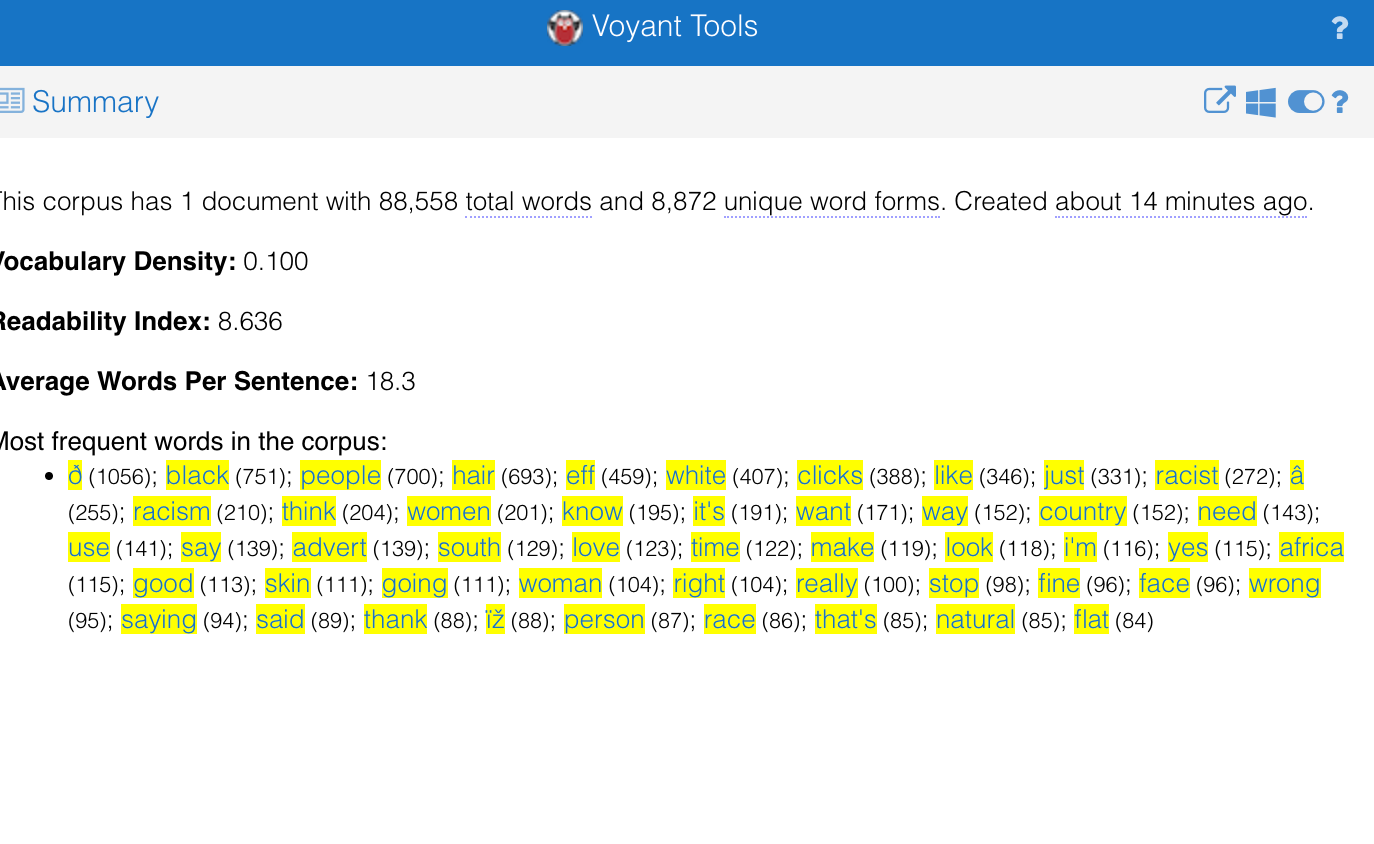 Voyant Tools ?
Summary ?
his corpus has 1 document with 88,558 total words and 8,872 unique word forms. Created about 14 minutes ago.
Vocabulary Density: 0.100
Readability Index: 8.636
Average Words Per Sentence: 18.3
Most frequent words in the corpus:
• ð (1056); black (751); people (700); hair (693); eff (459); white (407); clicks (388); like (346); just (331); racist (272); â
(255); racism (210); think (204); women (201); know (195); it's (191); want (171); way (152); country (152); need (143);
use (141); say (139); advert (139); south (129); love (123); time (122); make (119); look (118); i'm (116); yes (115); africa
(115); good (113); skin (111); going (111); woman (104); right (104); really (100); stop (98); fine (96); face (96); wrong
(95); saying (94); said (89); thank (88); ïž (88); person (87); race (86); that's (85); natural (85); flat (84)